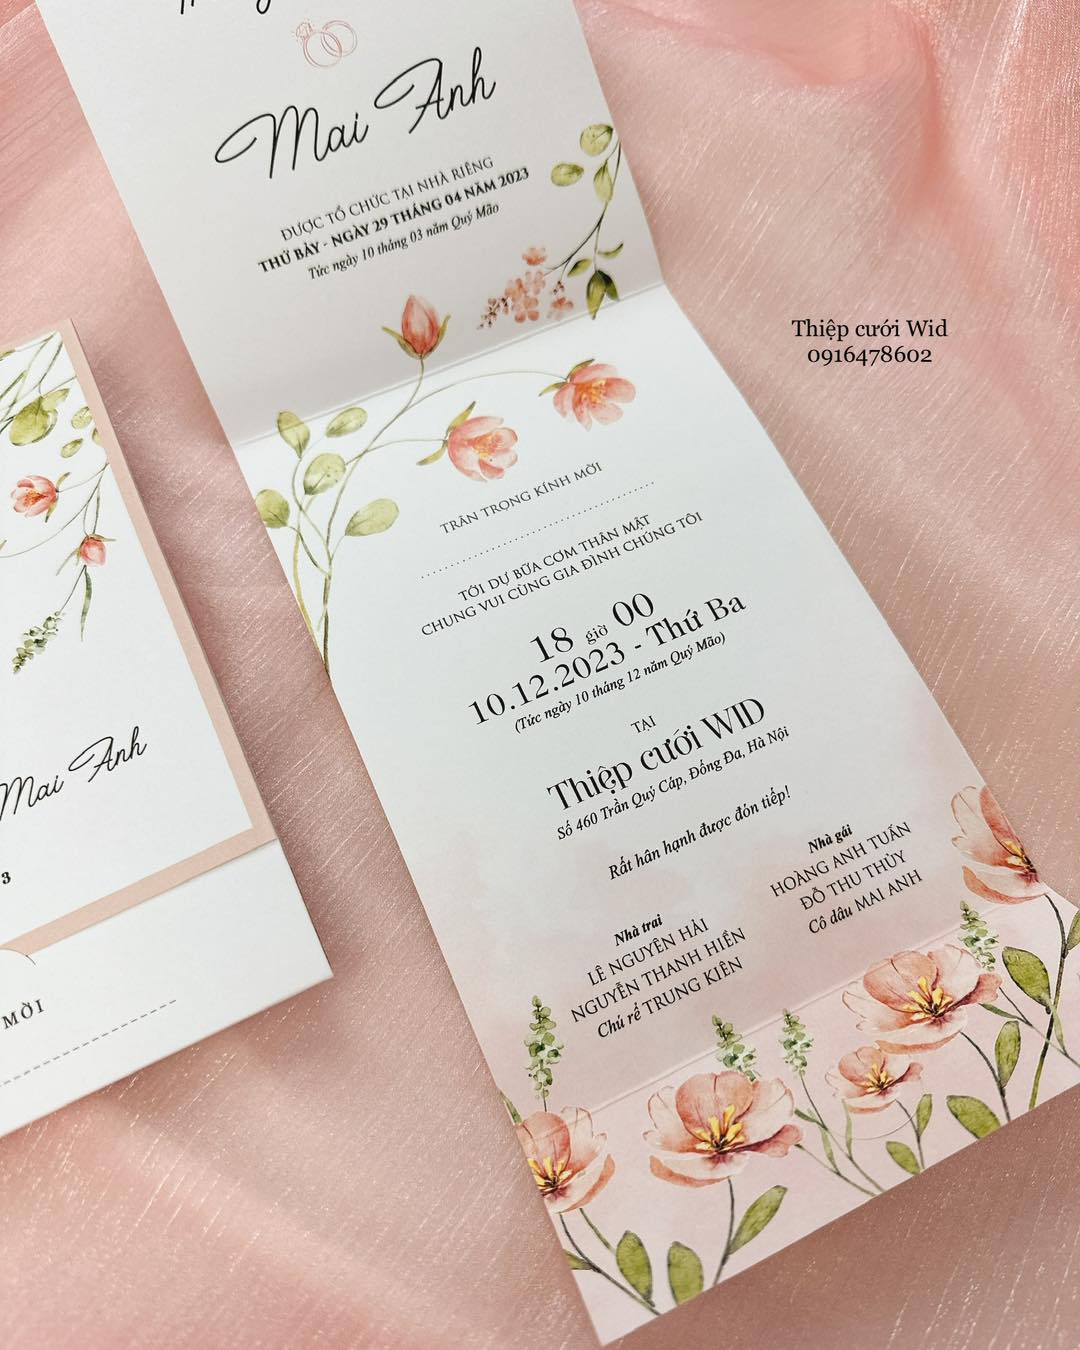 Mai Anh
ĐƯỢC TỔ CHỨC TẠI NHÀ RIÊNG
THỨ BẢY - NGÀY 29 THÁNG 04 NĂM 2023
Tức ngày 10 tháng 03 năm Quý Mão
Thiệp cưới Wid
0916478602
TRÂN TRỌNG KÍNH MỜI
TỚI DỰ BỮA CƠM THÂN MẬT
CHUNG VUI CÙNG GIA ĐÌNH CHÚNG TÔI
18 giờ 00
10.12.2023 - Thứ Ba
(Tức ngày 10 tháng 12 năm Quý Mão)
TẠI
Thiệp cưới WID
Số 460 Trần Quý Cáp, Đống Đa, Hà Nội
Rất hân hạnh được đón tiếp!
Nhà trai
LÊ NGUYÊN HẢI
NGUYỄN THANH HIỀN
Chú rể TRUNG KIÊN
Nhà gái
HOÀNG ANH TUẤN
ĐỖ THU THỦY
Cô dâu MAI ANH
Mai Anh
3
MỜI